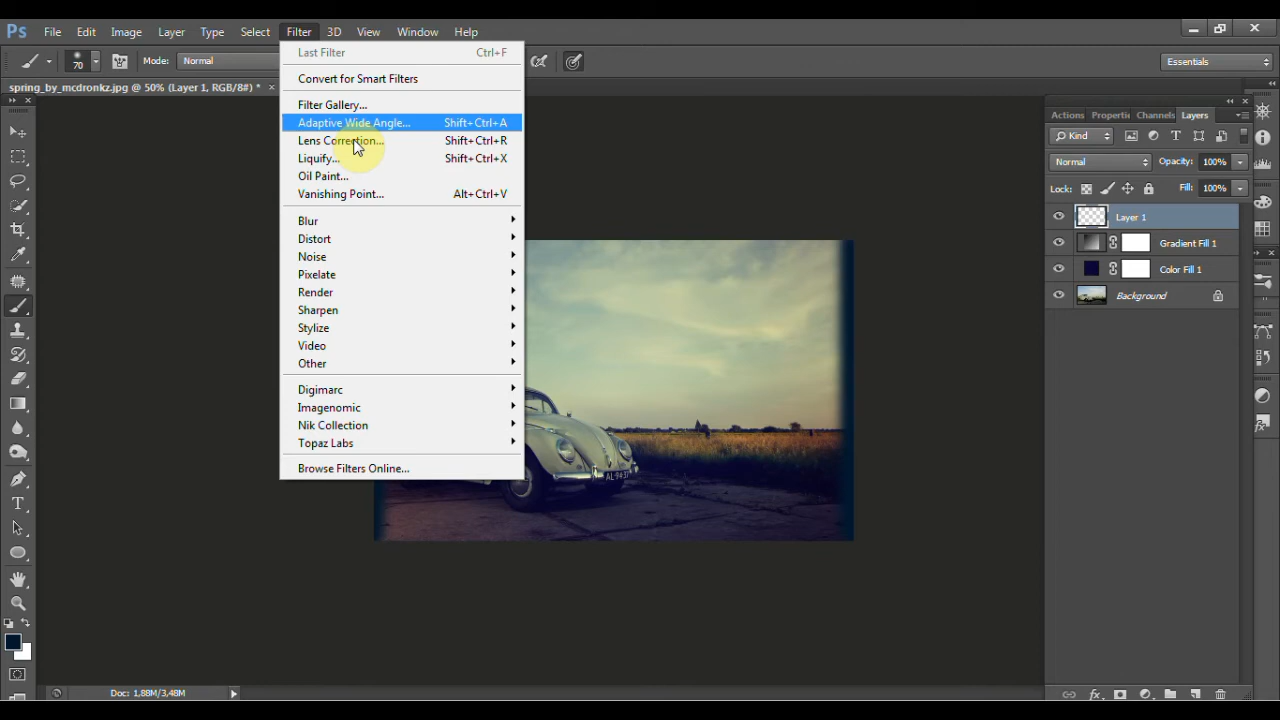 Ps File Edit Image Layer Type Select Filter 3D View Window Help
70 Mode: Normal Essentials
spring_by_mcdronkz.jpg @ 50% (Layer 1, RGB/8#) *
Last Filter Ctrl+F
Convert for Smart Filters
Filter Gallery...
Adaptive Wide Angle... Shift+Ctrl+A
Lens Correction... Shift+Ctrl+R
Liquify... Shift+Ctrl+X
Oil Paint...
Vanishing Point... Alt+Ctrl+V
Blur
Distort
Noise
Pixelate
Render
Sharpen
Stylize
Video
Other
Digimarc
Imagenomic
Nik Collection
Topaz Labs
Browse Filters Online...
Actions Properti Channels Layers
Kind
Normal Opacity: 100%
Lock: Fill: 100%
Layer 1
Gradient Fill 1
Color Fill 1
Background
Doc: 1,88M/3,48M